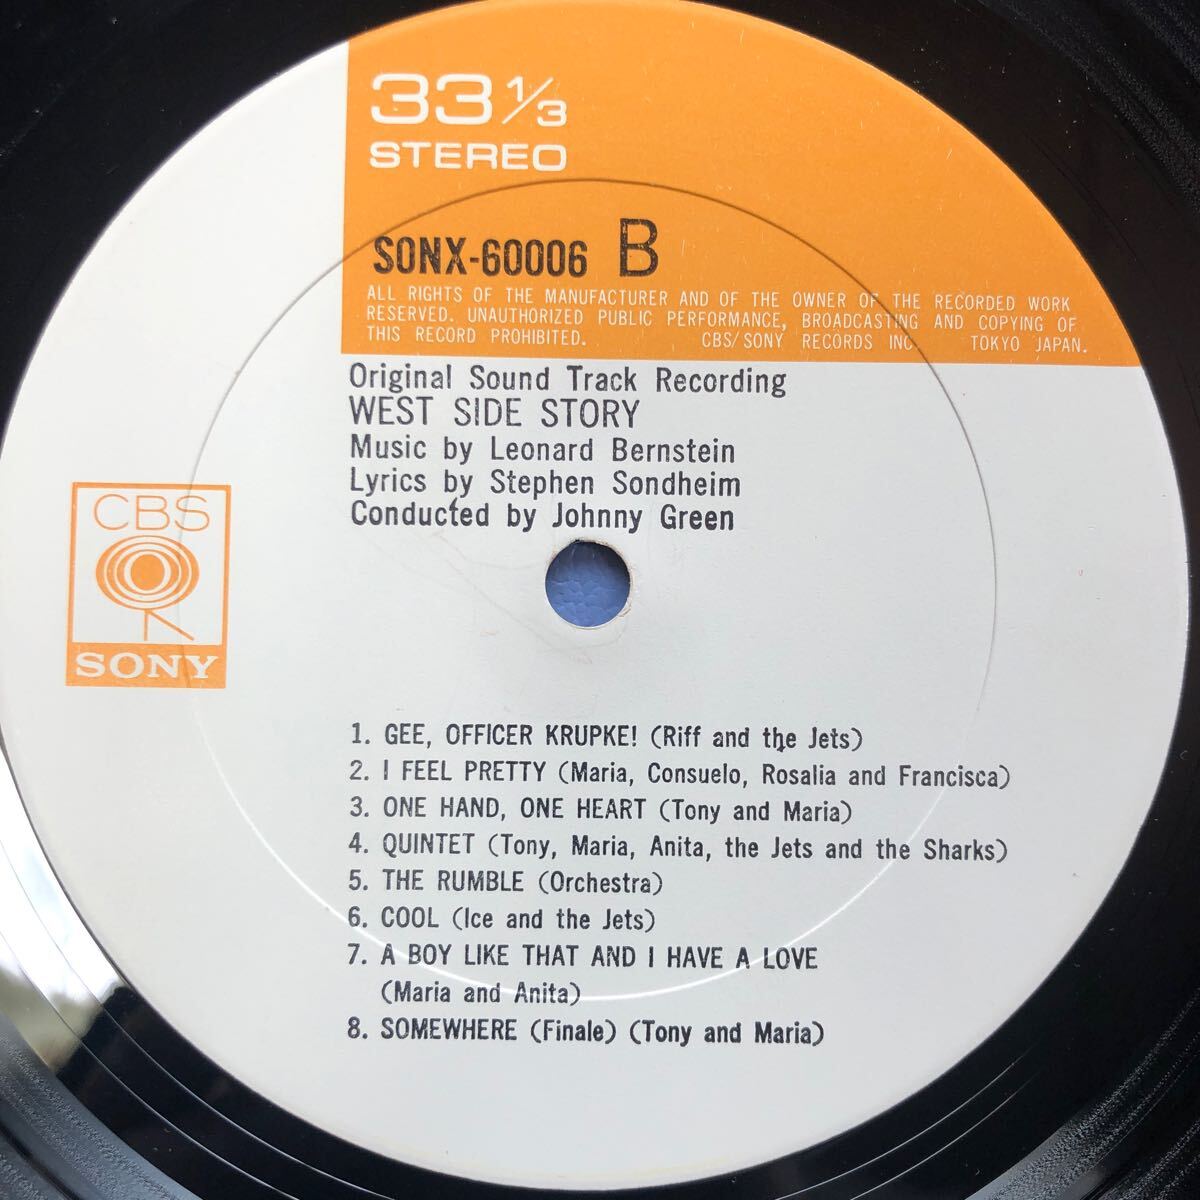 33 1/3
STEREO
SONX-60006 B
ALL RIGHTS OF THE MANUFACTURER AND OF THE OWNER OF THE RECORDED WORK
RESERVED. UNAUTHORIZED PUBLIC PERFORMANCE, BROADCASTING AND COPYING OF
THIS RECORD PROHIBITED. CBS/SONY RECORDS INC. TOKYO JAPAN.
Original Sound Track Recording
WEST SIDE STORY
Music by Leonard Bernstein
Lyrics by Stephen Sondheim
Conducted by Johnny Green
CBS
SONY
1. GEE, OFFICER KRUPKE! (Riff and the Jets)
2. I FEEL PRETTY (Maria, Consuelo, Rosalia and Francisca)
3. ONE HAND, ONE HEART (Tony and Maria)
4. QUINTET (Tony, Maria, Anita, the Jets and the Sharks)
5. THE RUMBLE (Orchestra)
6. COOL (Ice and the Jets)
7. A BOY LIKE THAT AND I HAVE A LOVE
(Maria and Anita)
8. SOMEWHERE (Finale) (Tony and Maria)